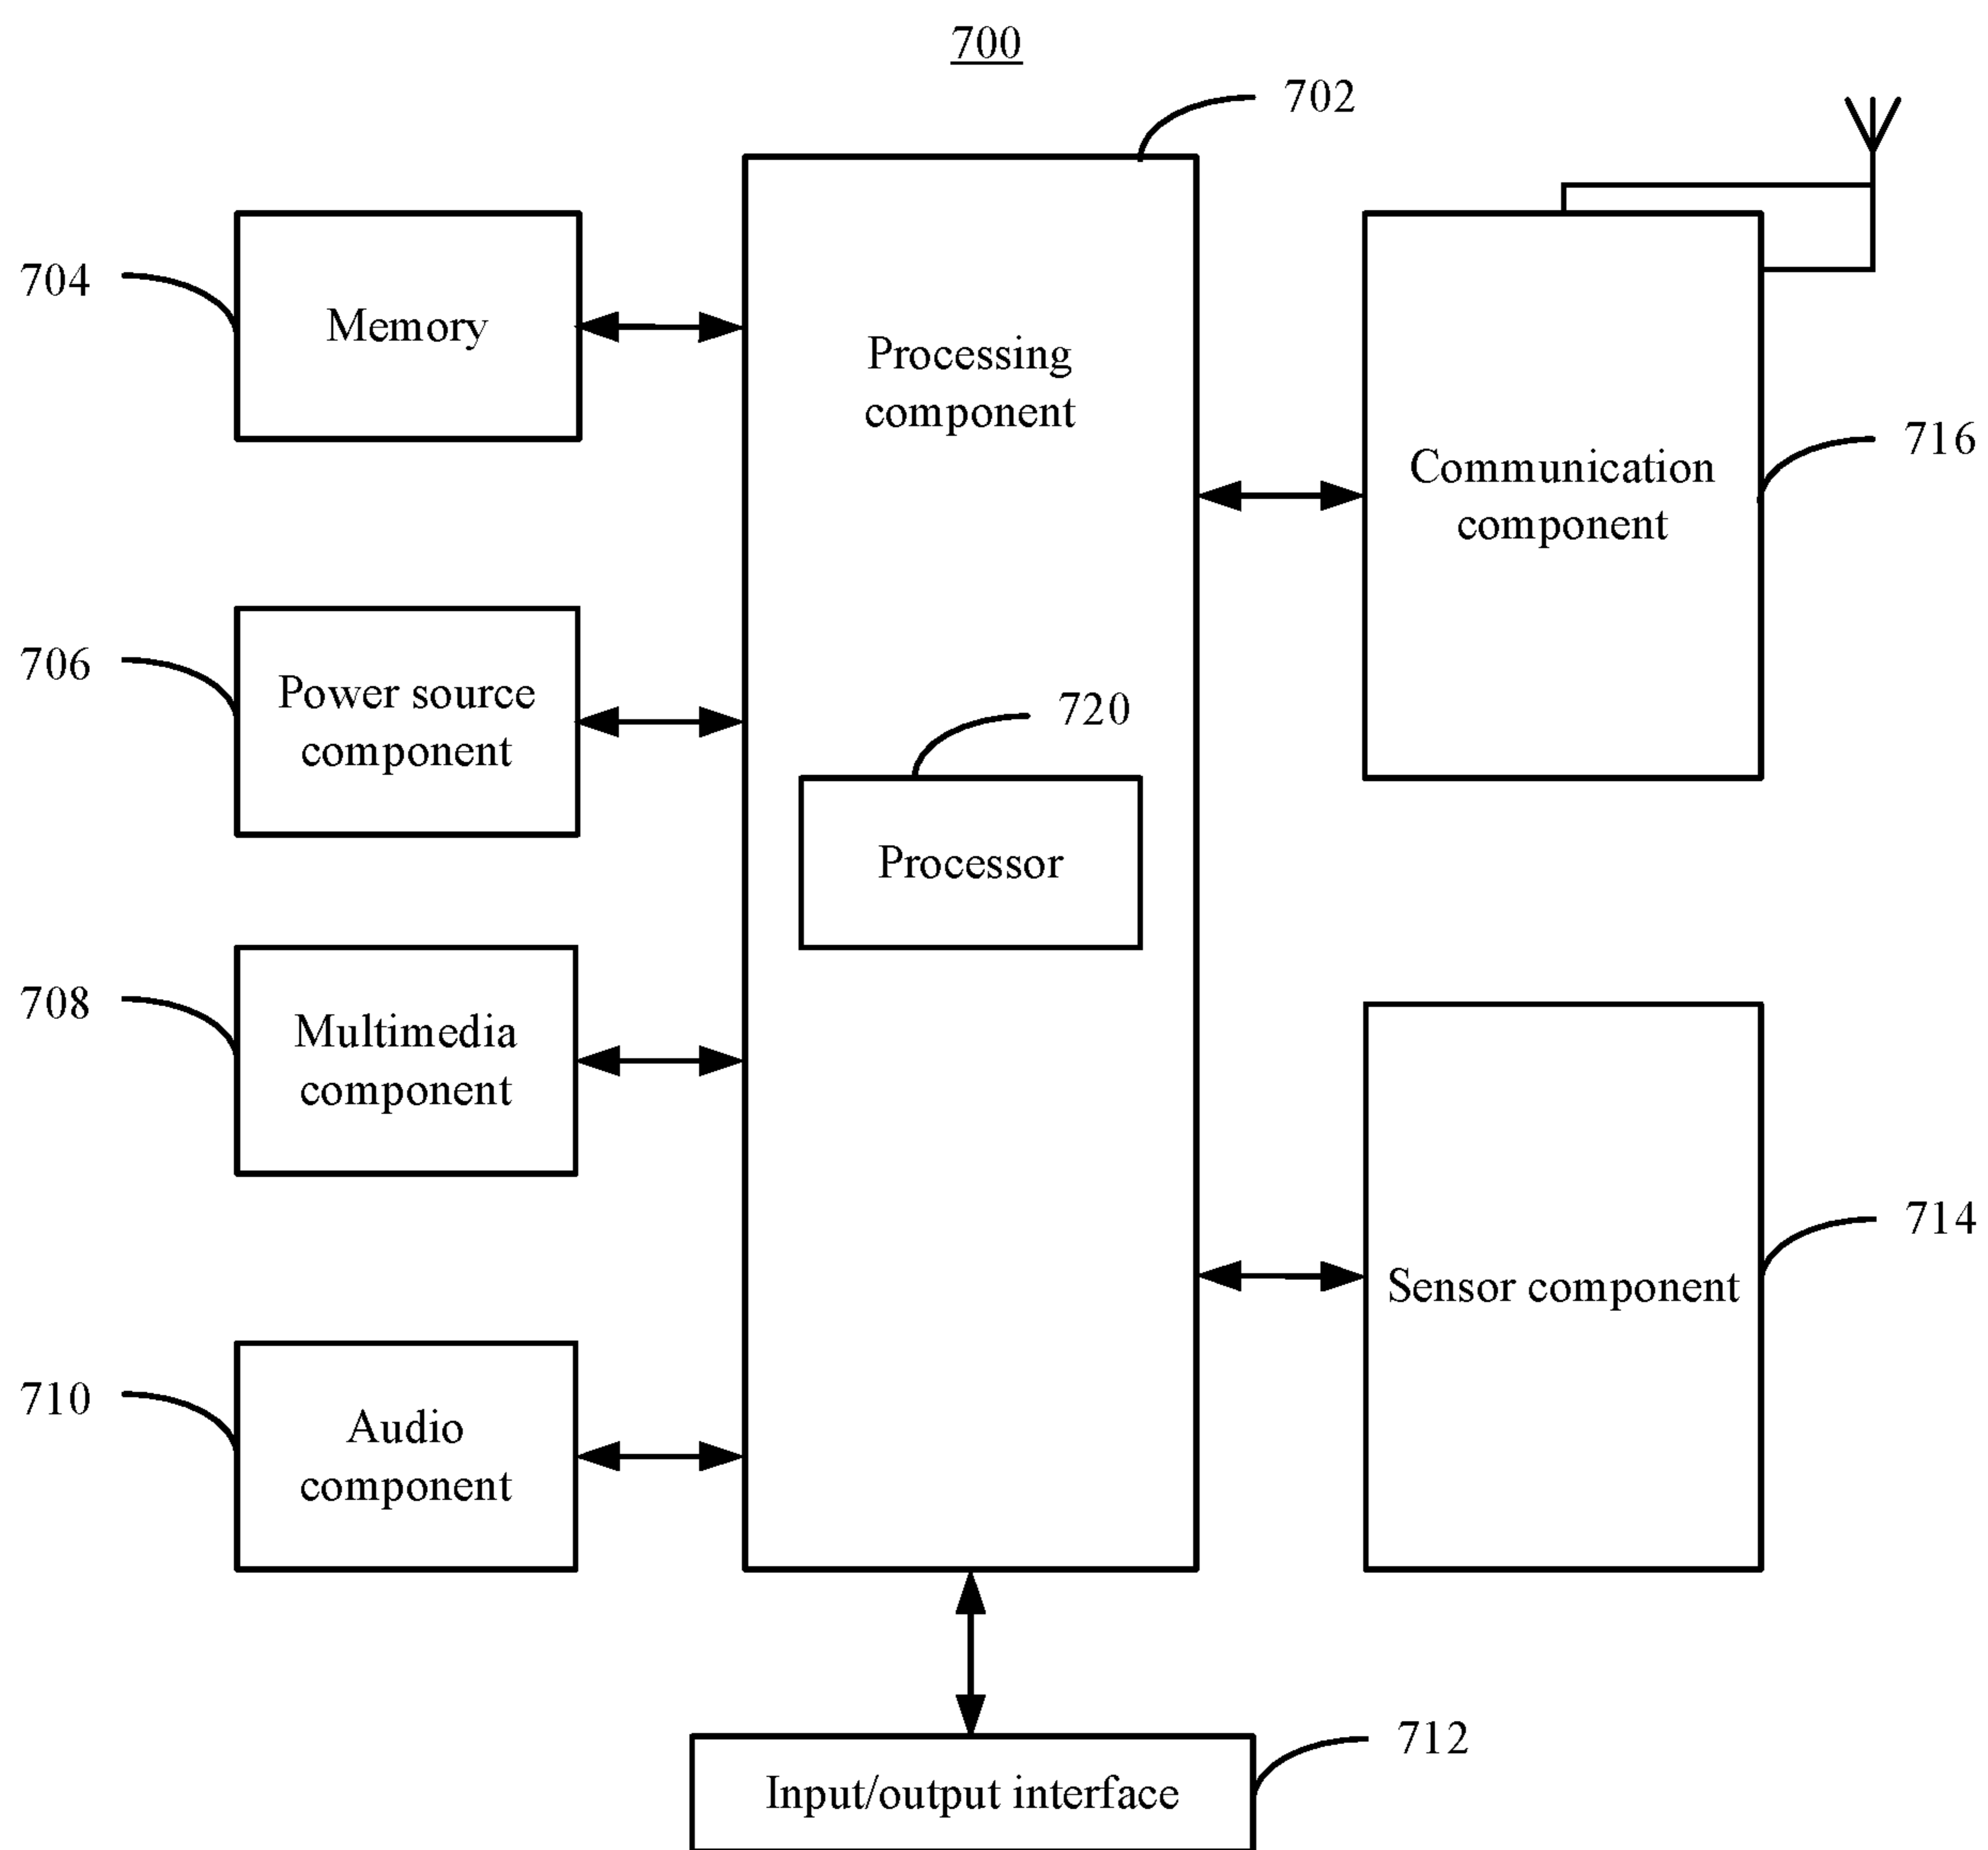 700
702
704
Memory
Processing
component
Communication
component
716
706
Power source
component
720
Processor
708
Multimedia
component
714
Sensor component
710
Audio
component
712
Input/output interface